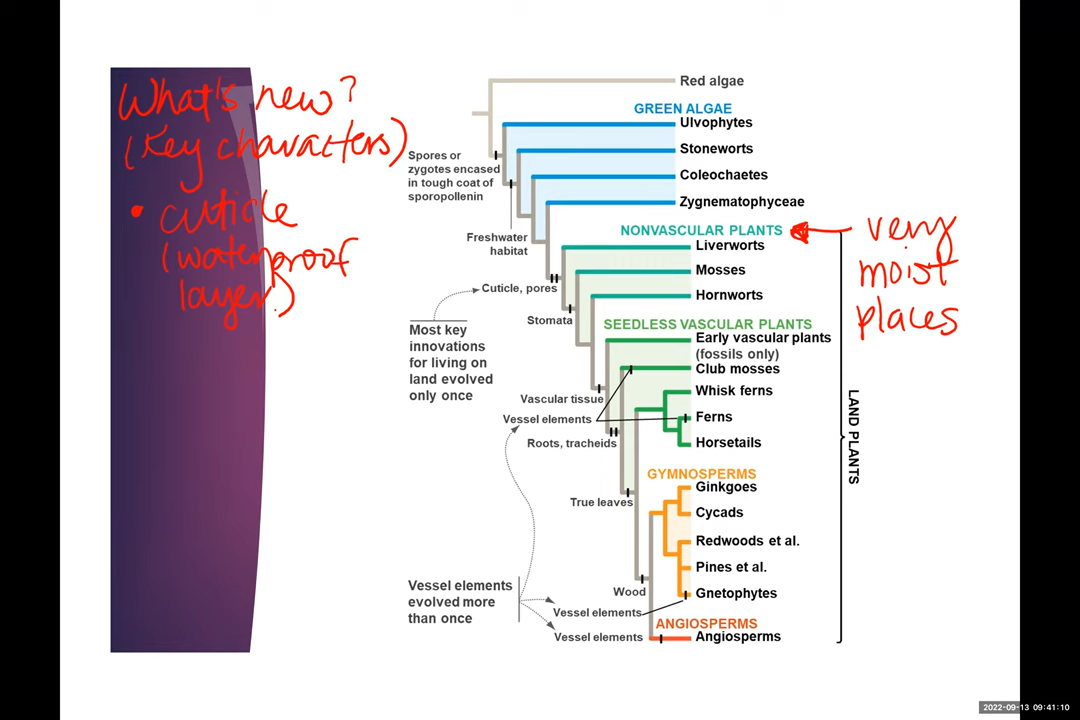 What's new?
(Key characters)
• cuticle
(waterproof
layer.)
Red algae
GREEN ALGAE
Ulvophytes
Stoneworts
Coleochaetes
Zygnematophyceae
Spores or
zygotes encased
in tough coat of
sporopollenin
Freshwater
habitat
NONVASCULAR PLANTS
very
moist
places
Liverworts
Mosses
Hornworts
Cuticle, pores
Stomata
Most key
innovations
for living on
land evolved
only once
SEEDLESS VASCULAR PLANTS
Early vascular plants
(fossils only)
Club mosses
Whisk ferns
Ferns
Horsetails
Vascular tissue
Vessel elements
Roots, tracheids
LAND PLANTS
GYMNOSPERMS
Ginkgoes
Cycads
Redwoods et al.
Pines et al.
Gnetophytes
True leaves
Wood
Vessel elements
evolved more
than once
Vessel elements
Vessel elements
ANGIOSPERMS
Angiosperms
2022-09-13 09:41:10